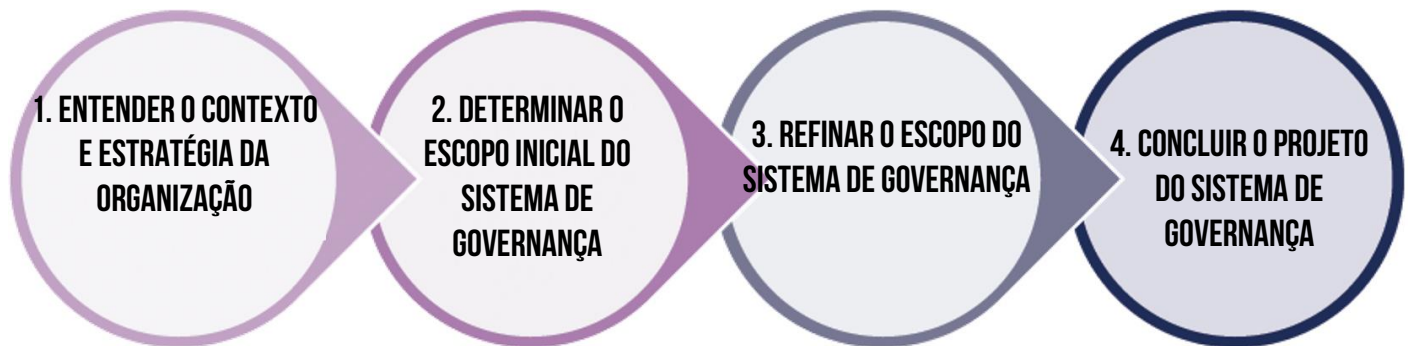 1. ENTENDER O CONTEXTO
E ESTRATÉGIA DA
ORGANIZAÇÃO
2. DETERMINAR O
ESCOPO INICIAL DO
SISTEMA DE
GOVERNANÇA
3. REFINAR O ESCOPO DO
SISTEMA DE GOVERNANÇA
4. CONCLUIR O PROJETO
DO SISTEMA DE
GOVERNANÇA